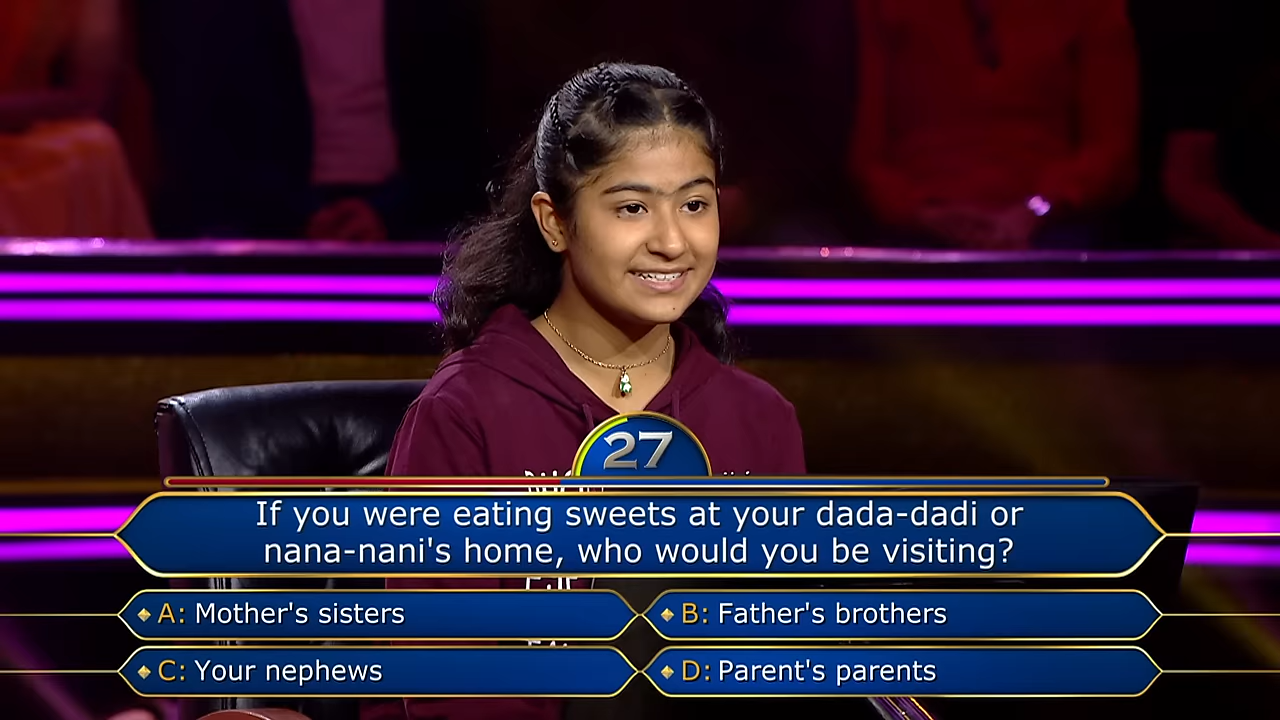 27
If you were eating sweets at your dada-dadi or
nana-nani's home, who would you be visiting?
A: Mother's sisters
B: Father's brothers
C: Your nephews
D: Parent's parents